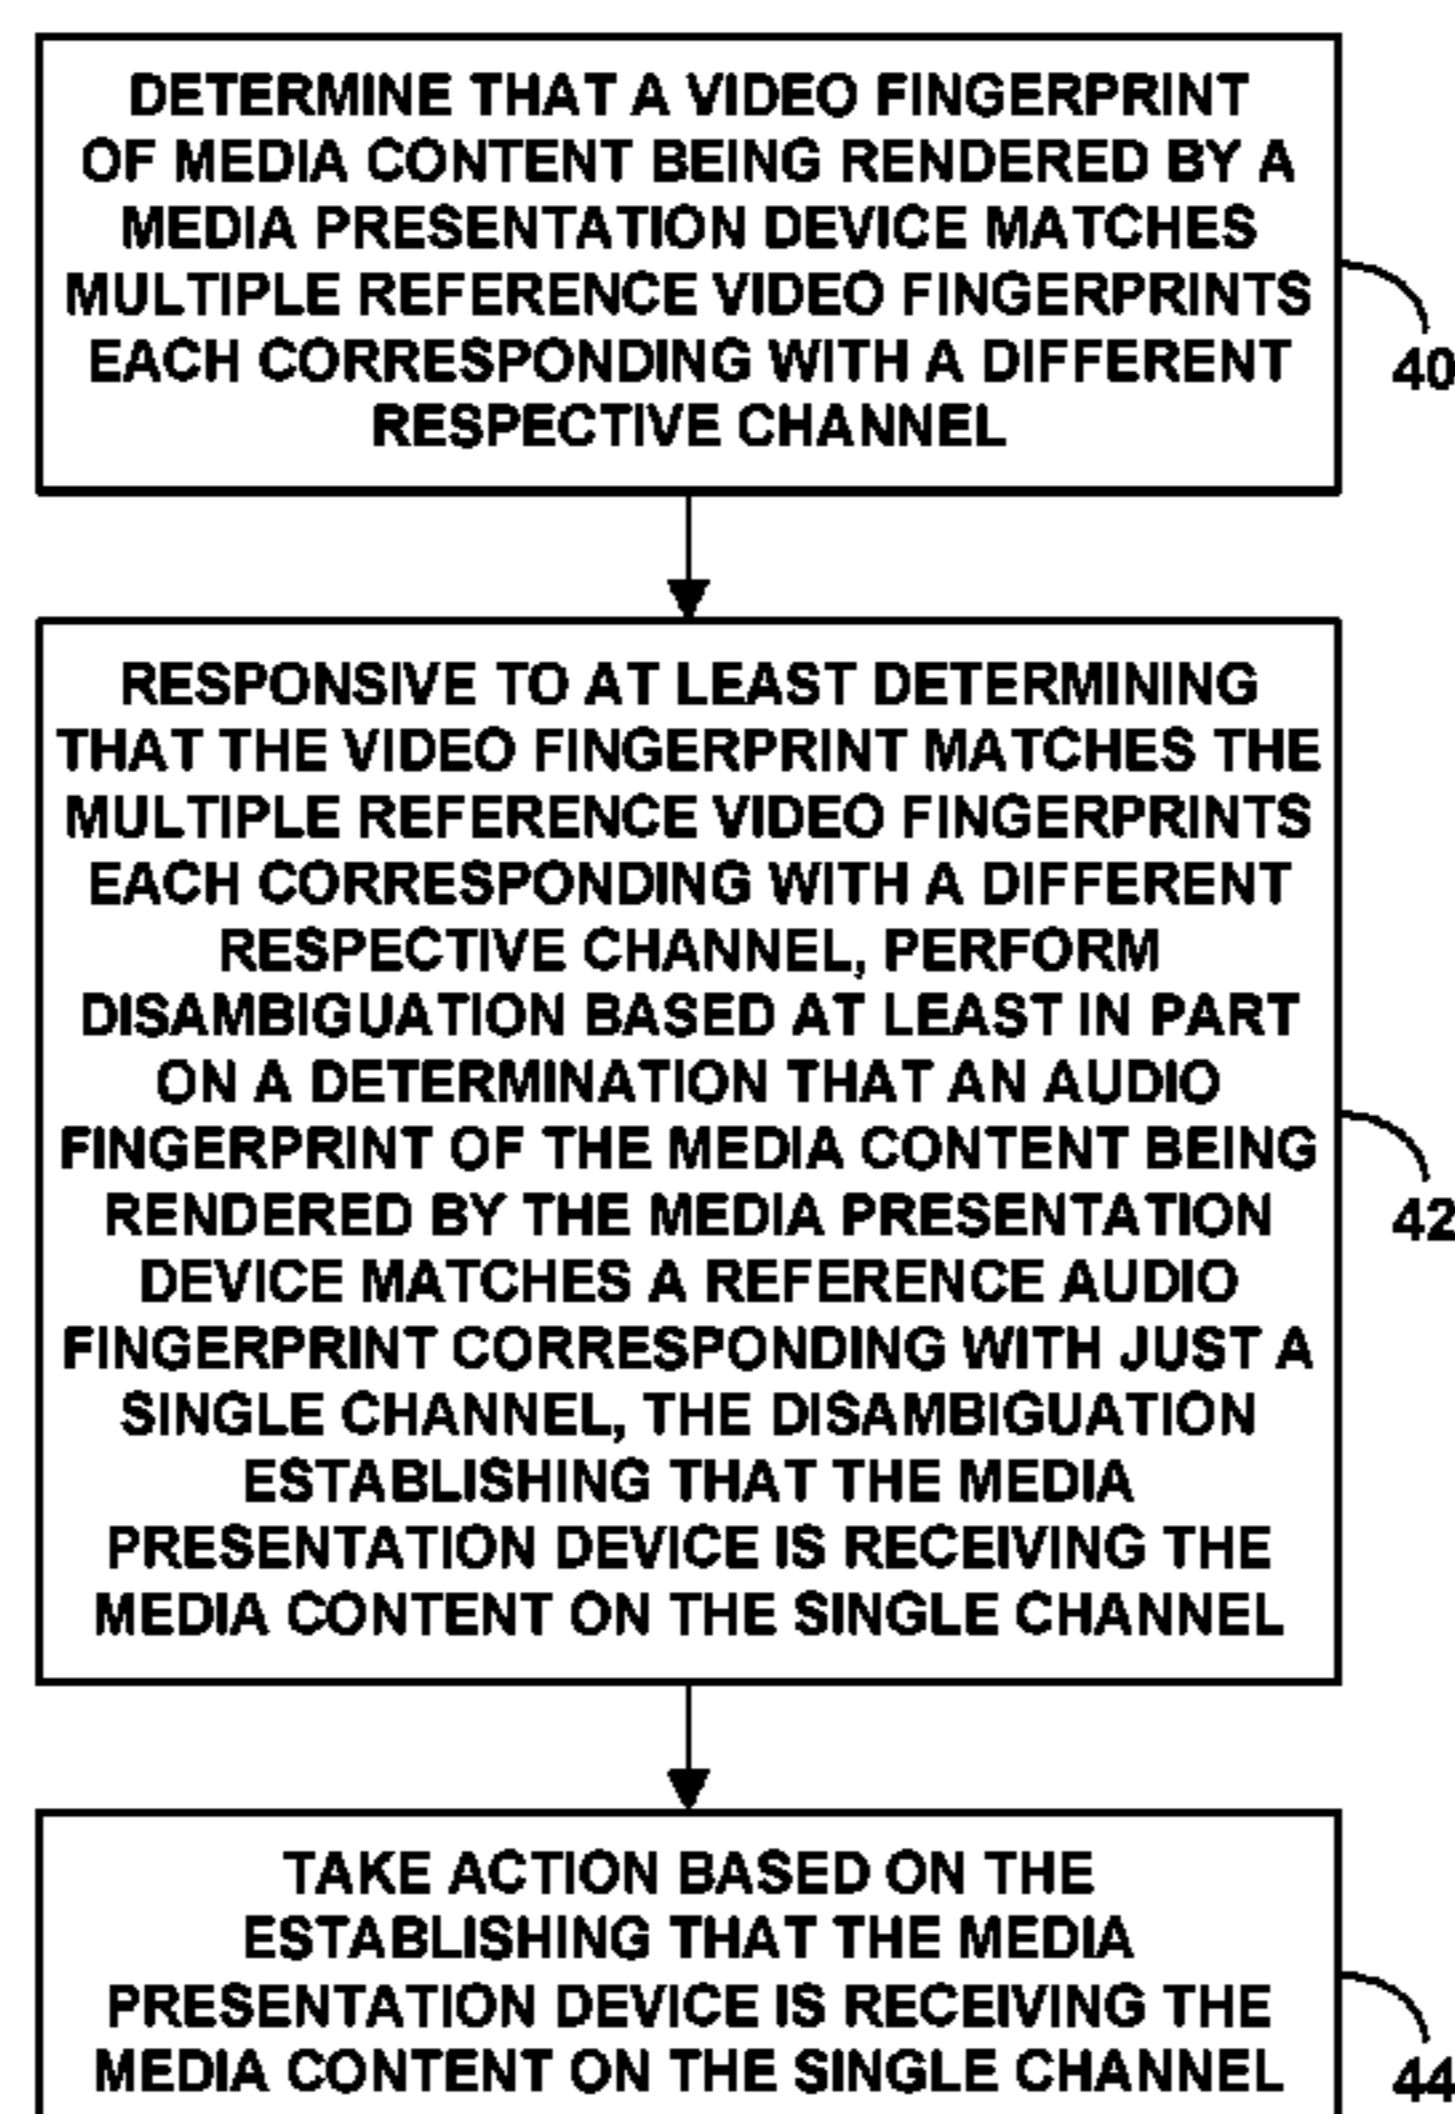 DETERMINE THAT A VIDEO FINGERPRINT
OF MEDIA CONTENT BEING RENDERED BY A
MEDIA PRESENTATION DEVICE MATCHES
MULTIPLE REFERENCE VIDEO FINGERPRINTS
EACH CORRESPONDING WITH A DIFFERENT
RESPECTIVE CHANNEL
40
RESPONSIVE TO AT LEAST DETERMINING
THAT THE VIDEO FINGERPRINT MATCHES THE
MULTIPLE REFERENCE VIDEO FINGERPRINTS
EACH CORRESPONDING WITH A DIFFERENT
RESPECTIVE CHANNEL, PERFORM
DISAMBIGUATION BASED AT LEAST IN PART
ON A DETERMINATION THAT AN AUDIO
FINGERPRINT OF THE MEDIA CONTENT BEING
RENDERED BY THE MEDIA PRESENTATION
DEVICE MATCHES A REFERENCE AUDIO
FINGERPRINT CORRESPONDING WITH JUST A
SINGLE CHANNEL, THE DISAMBIGUATION
ESTABLISHING THAT THE MEDIA
PRESENTATION DEVICE IS RECEIVING THE
MEDIA CONTENT ON THE SINGLE CHANNEL
42
TAKE ACTION BASED ON THE
ESTABLISHING THAT THE MEDIA
PRESENTATION DEVICE IS RECEIVING THE
MEDIA CONTENT ON THE SINGLE CHANNEL
44